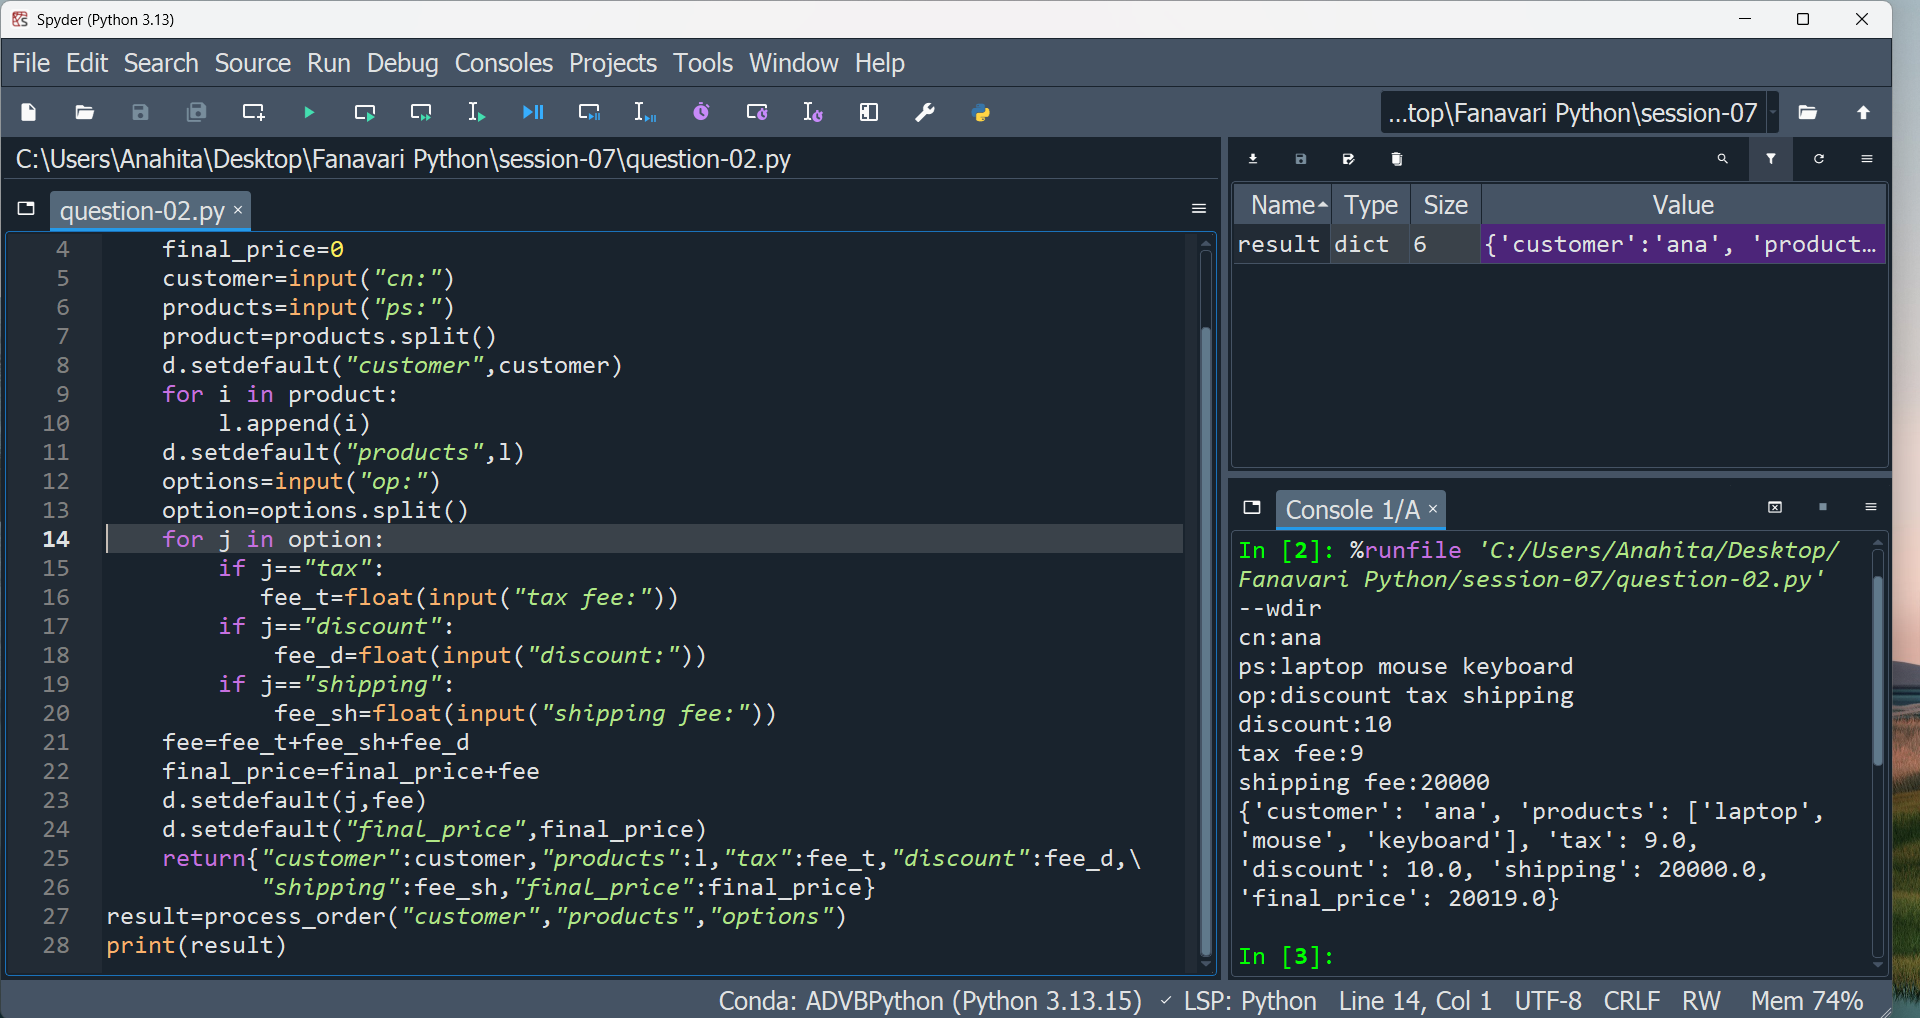 Spyder (Python 3.13)
File Edit Search Source Run Debug Consoles Projects Tools Window Help
...top\Fanavari Python\session-07
C:\Users\Anahita\Desktop\Fanavari Python\session-07\question-02.py
question-02.py
4 final_price=0
5 customer=input("cn:")
6 products=input("ps:")
7 product=products.split()
8 d.setdefault("customer",customer)
9 for i in product:
10 l.append(i)
11 d.setdefault("products",l)
12 options=input("op:")
13 option=options.split()
14 for j in option:
15 if j=="tax":
16 fee_t=float(input("tax fee:"))
17 if j=="discount":
18 fee_d=float(input("discount:"))
19 if j=="shipping":
20 fee_sh=float(input("shipping fee:"))
21 fee=fee_t+fee_sh+fee_d
22 final_price=final_price+fee
23 d.setdefault(j,fee)
24 d.setdefault("final_price",final_price)
25 return{"customer":customer,"products":l,"tax":fee_t,"discount":fee_d,\
26 "shipping":fee_sh,"final_price":final_price}
27 result=process_order("customer","products","options")
28 print(result)
Name Type Size Value
result dict 6 {'customer':'ana', 'product...
Console 1/A
In [2]: %runfile 'C:/Users/Anahita/Desktop/
Fanavari Python/session-07/question-02.py'
--wdir
cn:ana
ps:laptop mouse keyboard
op:discount tax shipping
discount:10
tax fee:9
shipping fee:20000
{'customer': 'ana', 'products': ['laptop',
'mouse', 'keyboard'], 'tax': 9.0,
'discount': 10.0, 'shipping': 20000.0,
'final_price': 20019.0}
In [3]:
Conda: ADVBPython (Python 3.13.15) ✓ LSP: Python Line 14, Col 1 UTF-8 CRLF RW Mem 74%